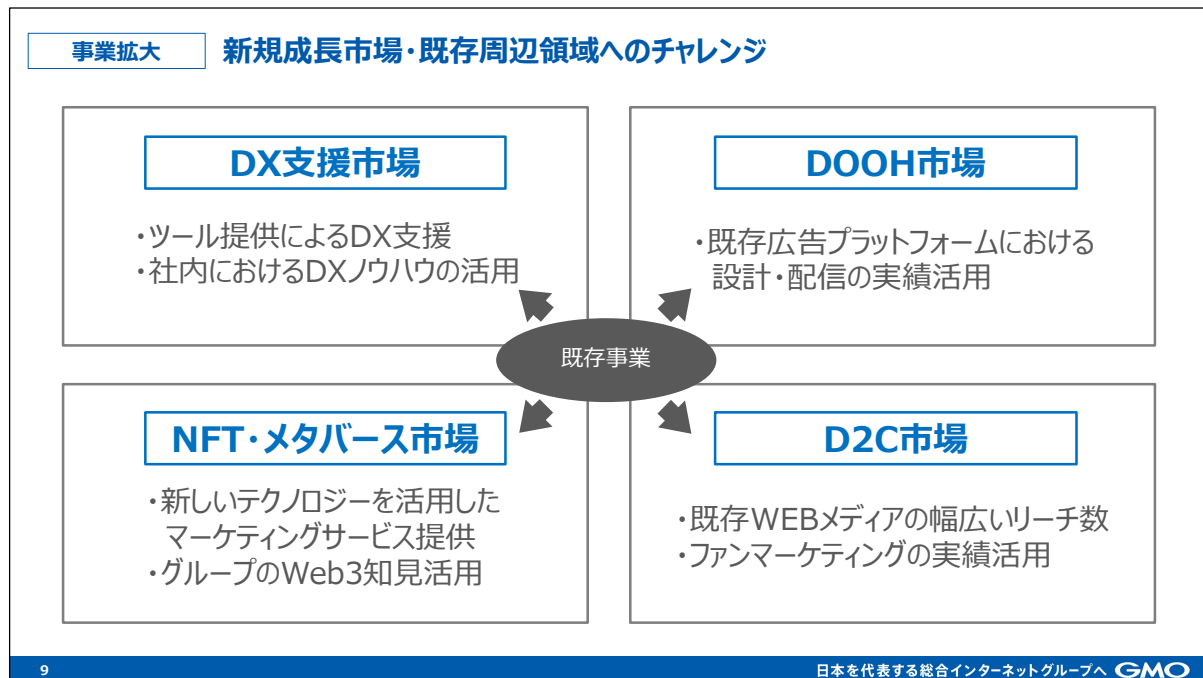 事業拡大
新規成長市場・既存周辺領域へのチャレンジ
DX支援市場
・ツール提供によるDX支援
・社内におけるDXノウハウの活用
DOOH市場
・既存広告プラットフォームにおける
設計・配信の実績活用
既存事業
NFT・メタバース市場
・新しいテクノロジーを活用した
マーケティングサービス提供
・グループのWeb3知見活用
D2C市場
・既存WEBメディアの幅広いリーチ数
・ファンマーケティングの実績活用
9
日本を代表する総合インターネットグループへ GMO